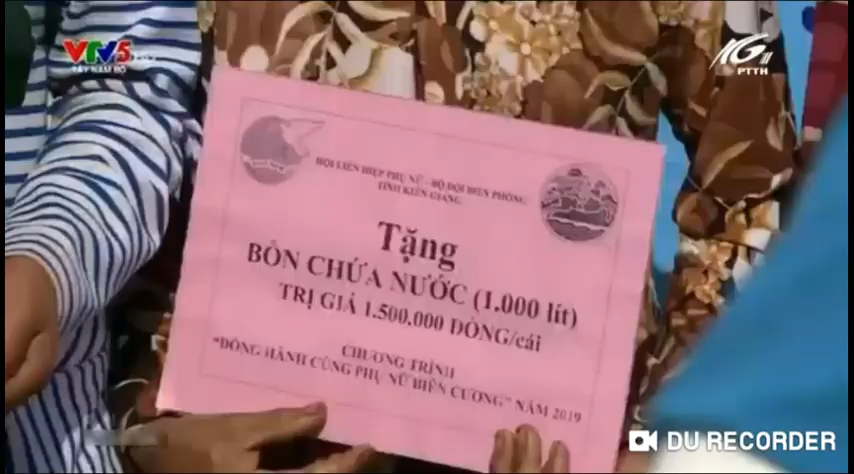 VTV5
TÂY NAM BỘ
KG
PTTH
HỘI LIÊN HIỆP PHỤ NỮ - BỘ ĐỘI BIÊN PHÒNG
TỈNH KIÊN GIANG
Tặng
BỒN CHỨA NƯỚC (1.000 lít)
TRỊ GIÁ 1.500.000 ĐỒNG/cái
CHƯƠNG TRÌNH
"ĐỒNG HÀNH CÙNG PHỤ NỮ BIÊN CƯƠNG" NĂM 2019
DU RECORDER